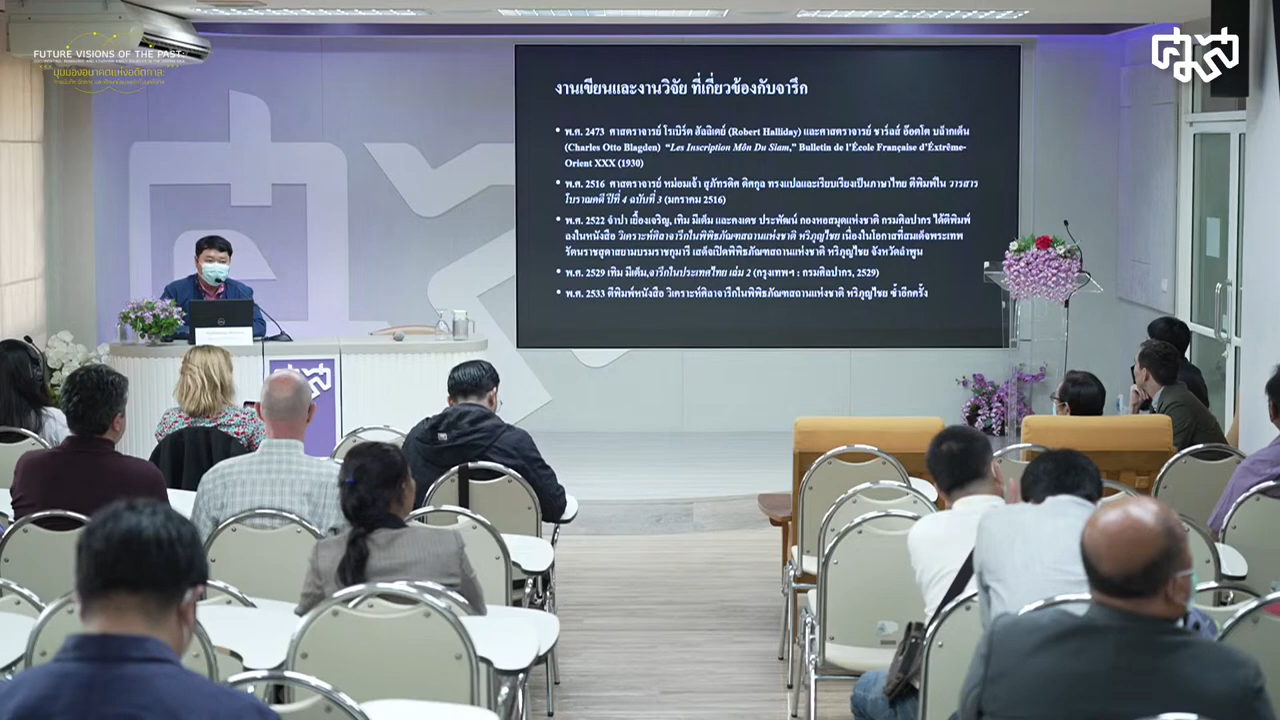 FUTURE VISIONS OF THE PAST:
มุมมองอนาคตแห่งอดีตกาล:
ศมส
งานเขียนและงานวิจัย ที่เกี่ยวข้องกับจารึก
• พ.ศ. 2473 ศาสตราจารย์ โรเบิร์ต ฮัลลิเดย์ (Robert Halliday) และศาสตราจารย์ ชาร์ลส์ อ๊อตโต บล๊ากเด็น
(Charles Otto Blagden) “Les Inscription Môn Du Siam,” Bulletin de l’École Française d’Éxtrême-
Orient XXX (1930)
• พ.ศ. 2516 ศาสตราจารย์ หม่อมเจ้า สุภัทรดิศ ดิศกุล ทรงแปลและเรียบเรียงเป็นภาษาไทย ตีพิมพ์ใน วารสาร
โบราณคดี ปีที่ 4 ฉบับที่ 3 (มกราคม 2516)
• พ.ศ. 2522 จำปา เยื้องเจริญ, เทิม มีเต็ม และคงเดช ประพัฒน์ กองหอสมุดแห่งชาติ กรมศิลปากร ได้ตีพิมพ์
ลงในหนังสือ วิเคราะห์ศิลาจารึกในพิพิธภัณฑสถานแห่งชาติ หริภุญไชย เนื่องในโอกาสที่สมเด็จพระเทพ
รัตนราชสุดาสยามบรมราชกุมารี เสด็จเปิดพิพิธภัณฑสถานแห่งชาติ หริภุญไชย จังหวัดลำพูน
• พ.ศ. 2529 เทิม มีเต็ม,จารึกในประเทศไทย เล่ม 2 (กรุงเทพฯ : กรมศิลปากร, 2529)
• พ.ศ. 2533 ตีพิมพ์หนังสือ วิเคราะห์ศิลาจารึกในพิพิธภัณฑสถานแห่งชาติ หริภุญไชย ซ้ำอีกครั้ง